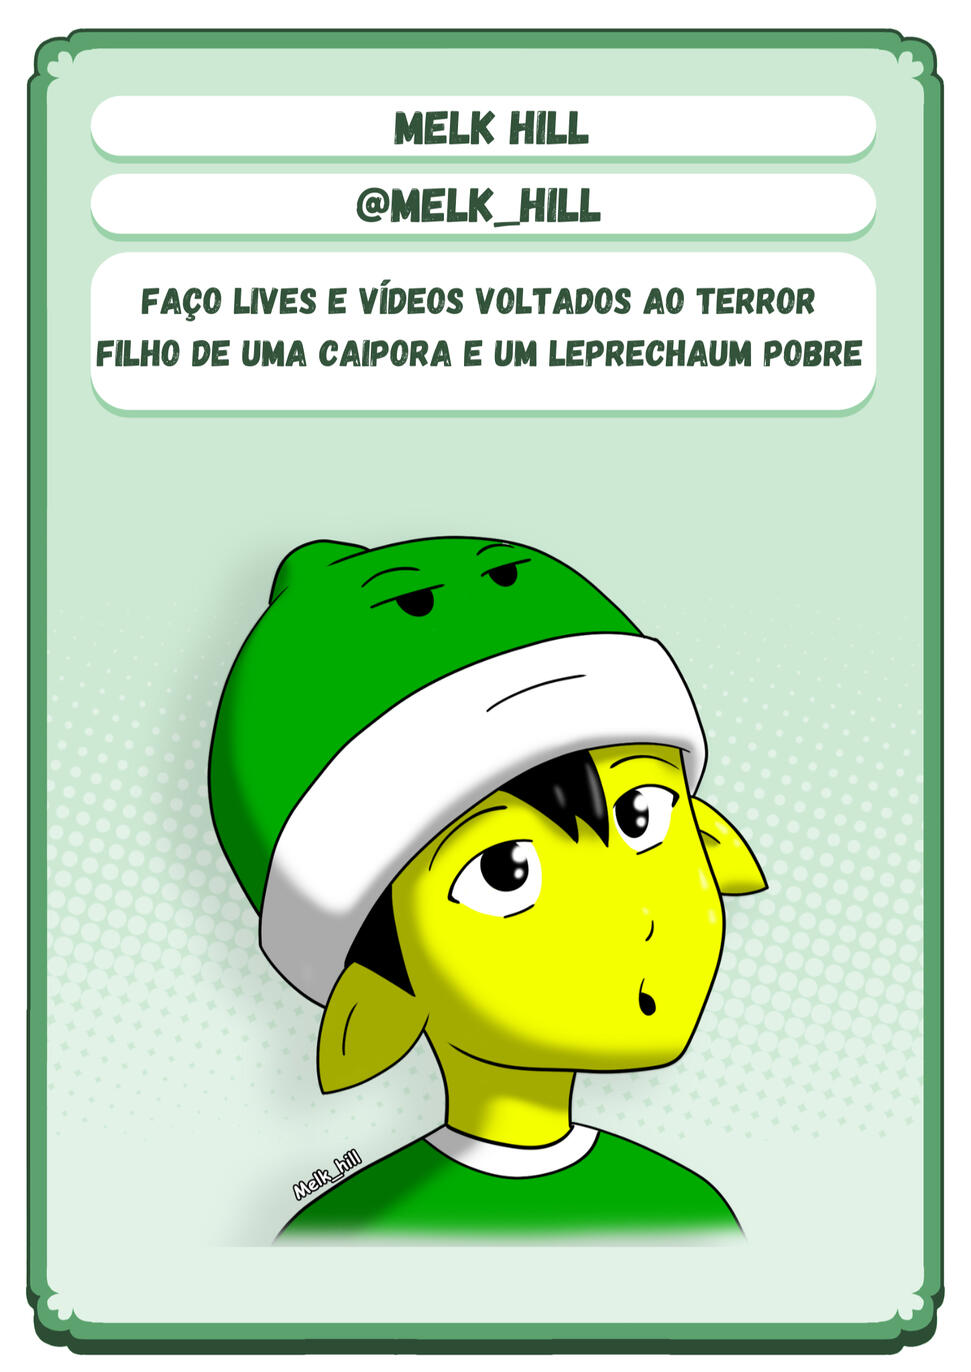 MELK HILL
@MELK_HILL
FAÇO LIVES E VÍDEOS VOLTADOS AO TERROR
FILHO DE UMA CAIPORA E UM LEPRECHAUM POBRE
Melk_hill